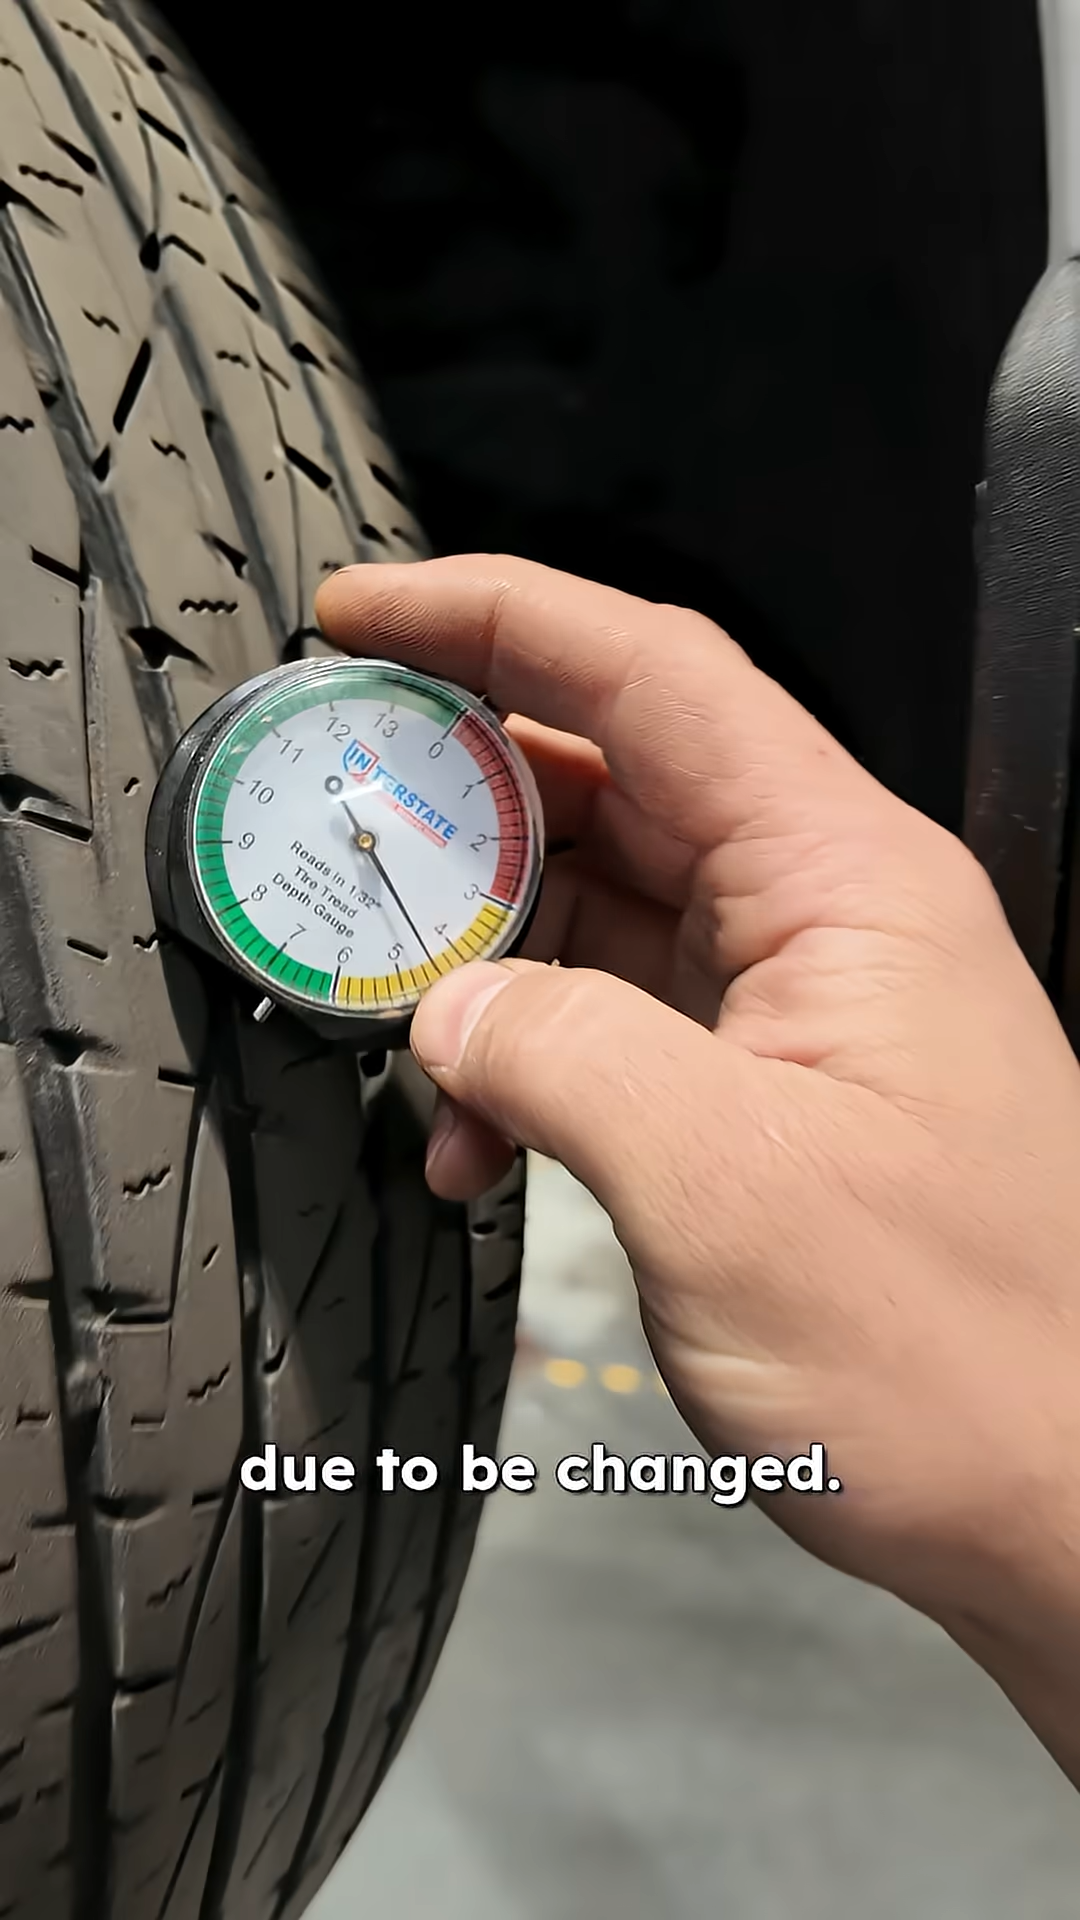 0
1
2
3
4
5
6
7
8
9
10
11
12
13
INTERSTATE
Reads in 1/32"
Tire Tread
Depth Gauge
due to be changed.